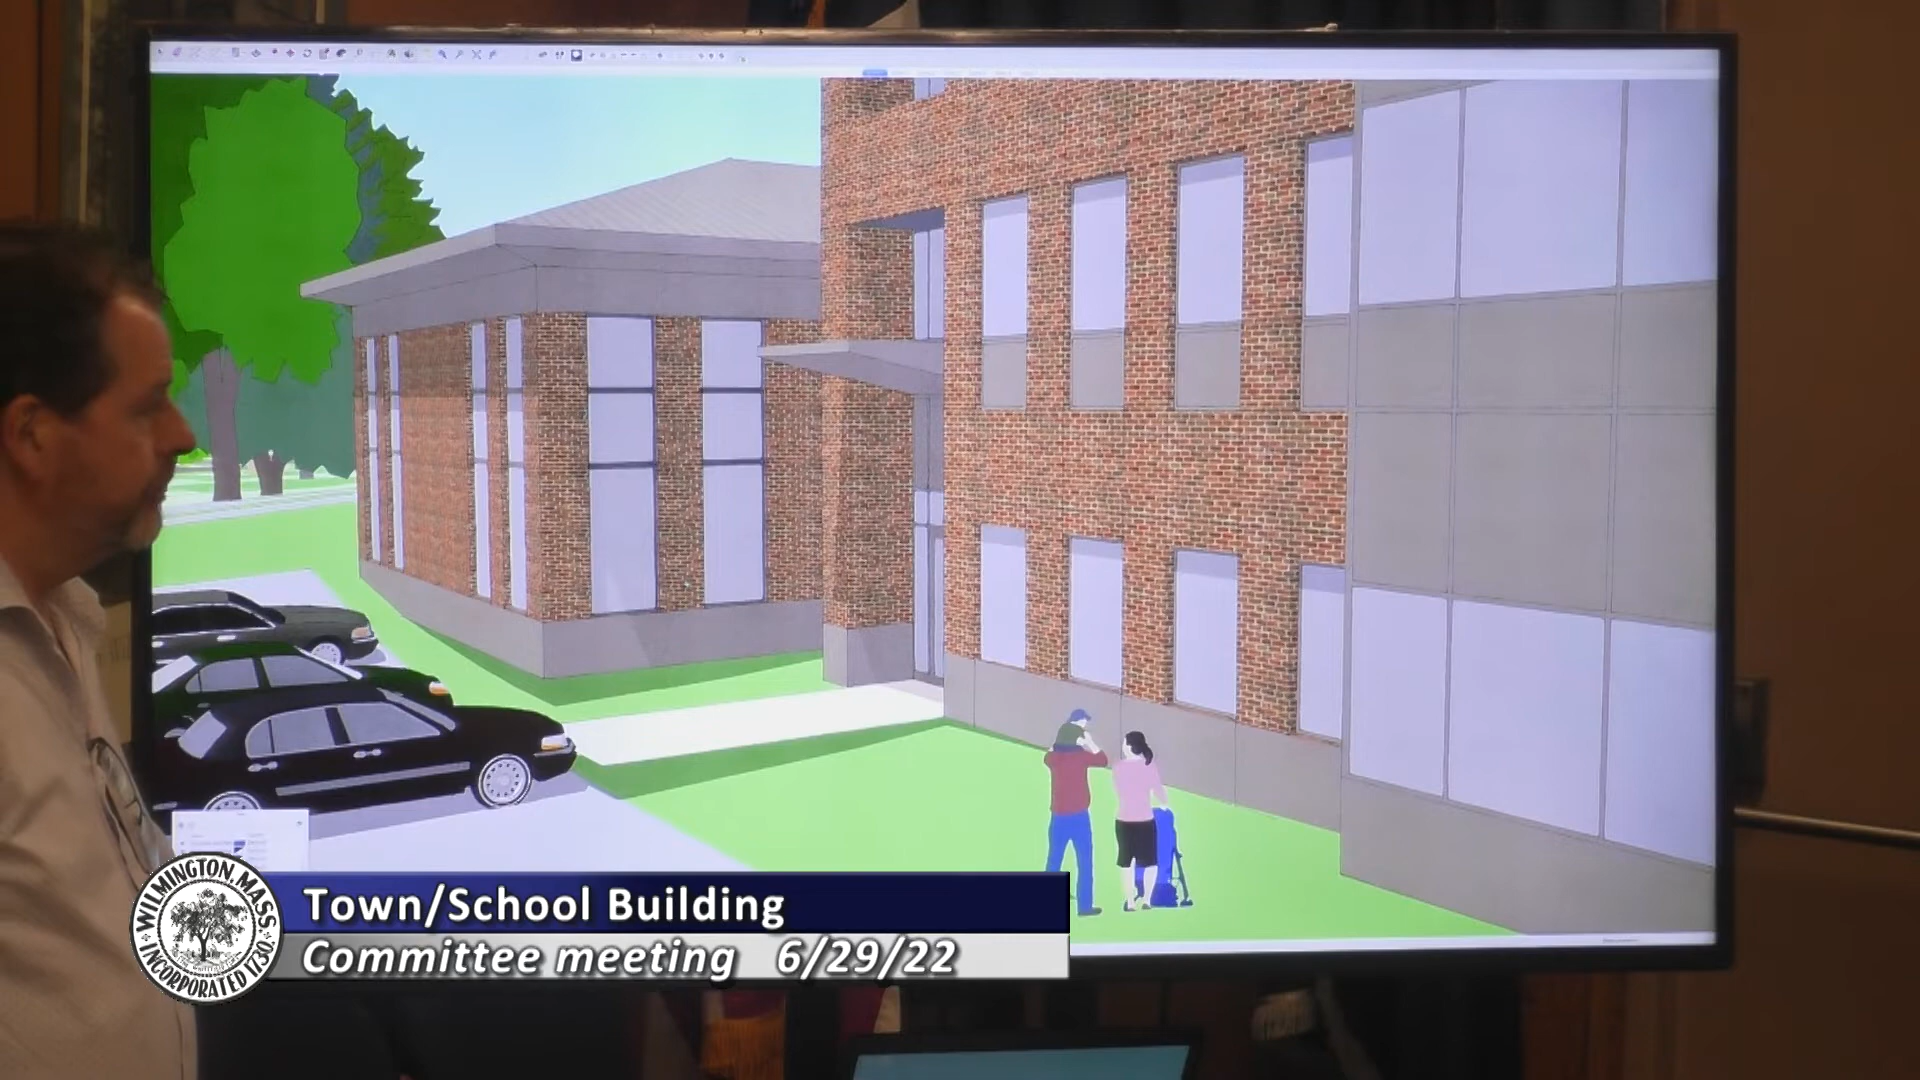 Town/School Building
Committee meeting 6/29/22
WILMINGTON, MASS
INCORPORATED 1730